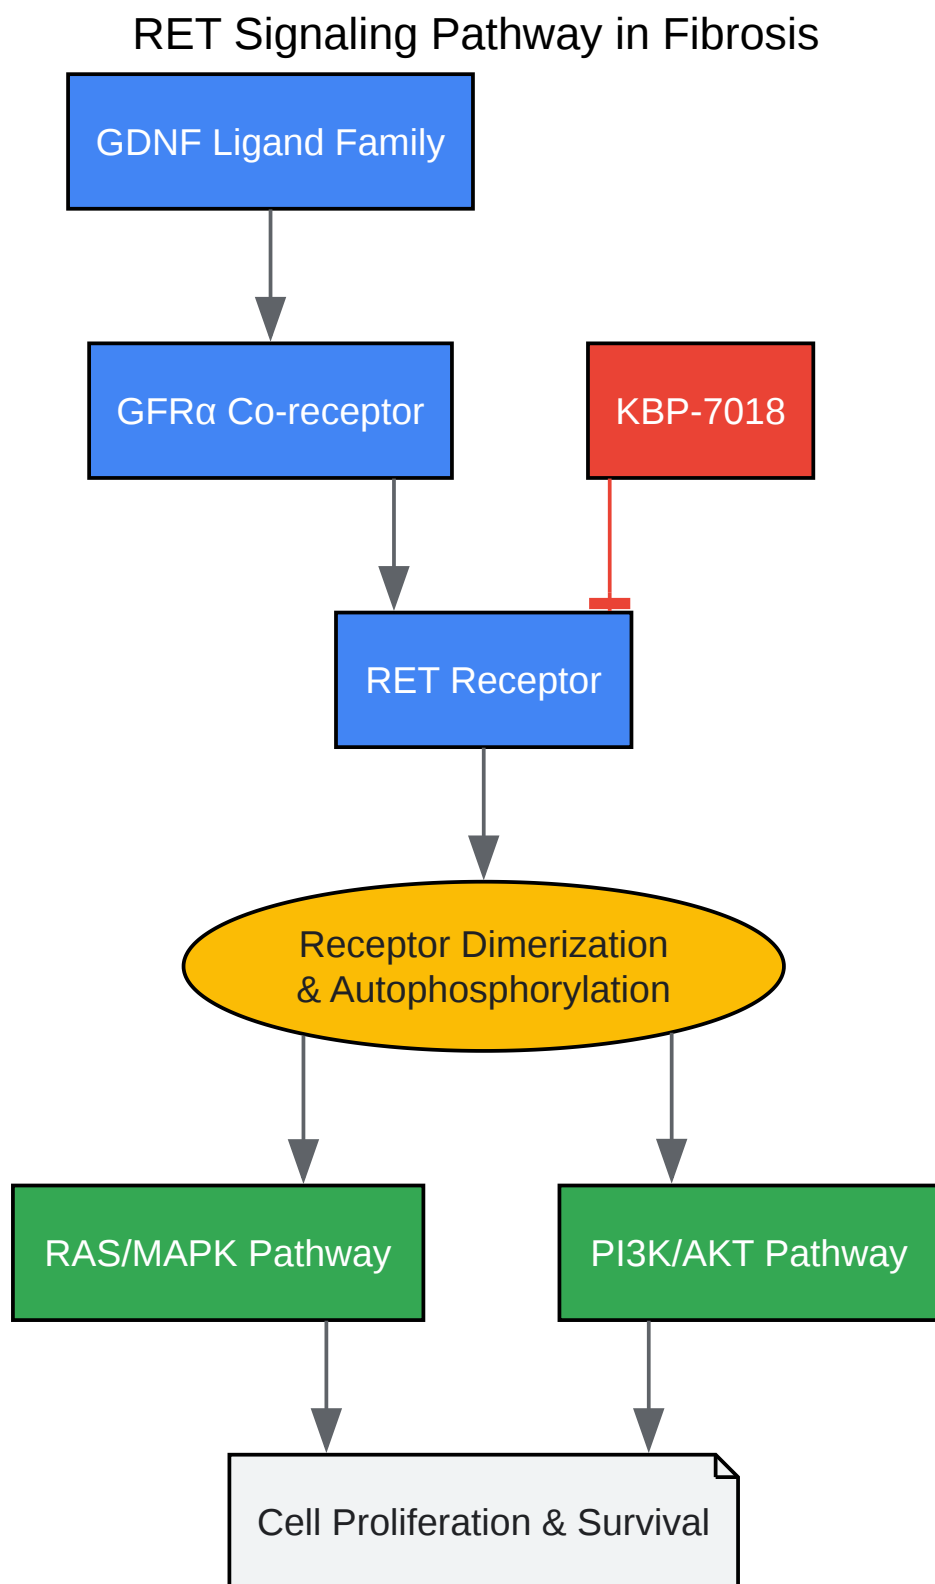 RET Signaling Pathway in Fibrosis
GDNF Ligand Family
GFRα Co-receptor
KBP-7018
RET Receptor
Receptor Dimerization
& Autophosphorylation
RAS/MAPK Pathway
PI3K/AKT Pathway
Cell Proliferation & Survival